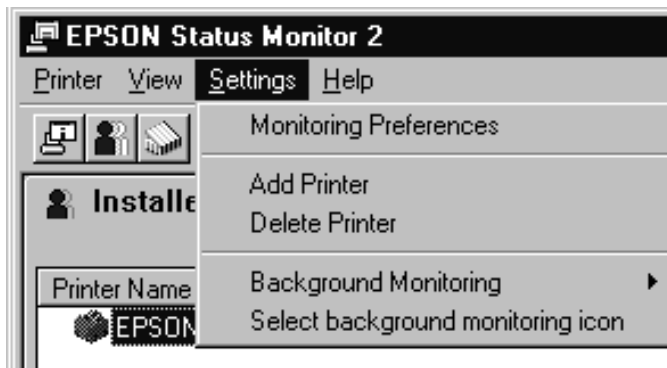 EPSON Status Monitor 2
Printer View Settings Help
Monitoring Preferences
Add Printer
Delete Printer
Background Monitoring
Select background monitoring icon
Installe
Printer Name
EPSON